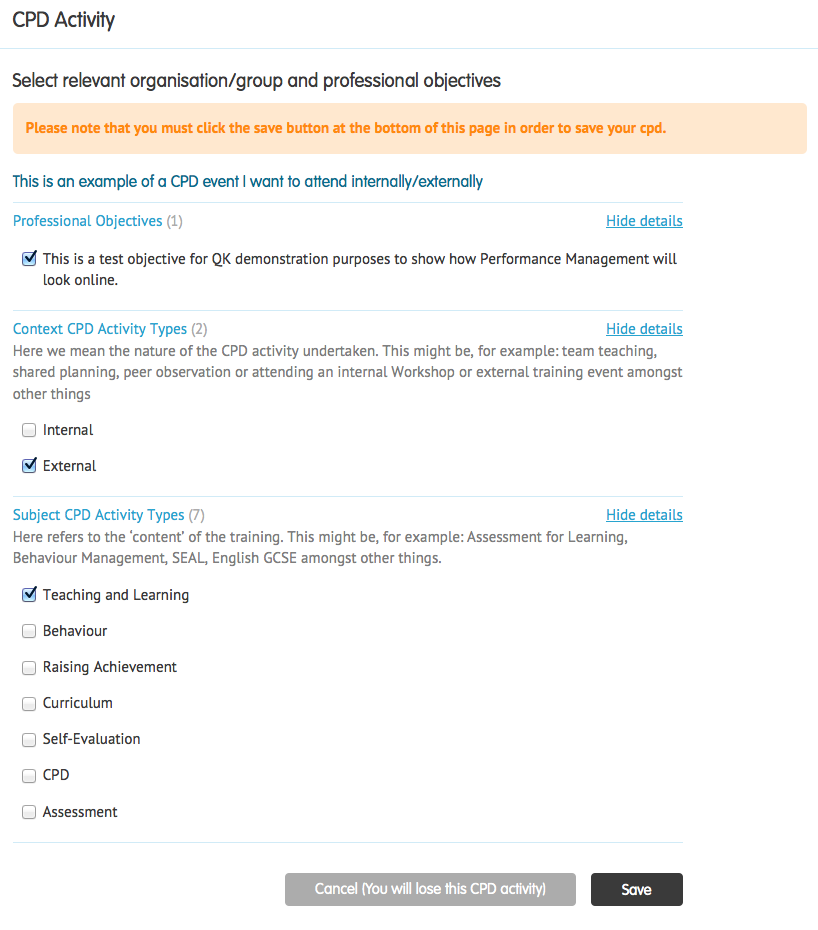 CPD Activity
Select relevant organisation/group and professional objectives
Please note that you must click the save button at the bottom of this page in order to save your cpd.
This is an example of a CPD event I want to attend internally/externally
Professional Objectives (1) Hide details
This is a test objective for QK demonstration purposes to show how Performance Management will
look online.
Context CPD Activity Types (2) Hide details
Here we mean the nature of the CPD activity undertaken. This might be, for example: team teaching,
shared planning, peer observation or attending an internal Workshop or external training event amongst
other things
Internal
External
Subject CPD Activity Types (7) Hide details
Here refers to the ‘content’ of the training. This might be, for example: Assessment for Learning,
Behaviour Management, SEAL, English GCSE amongst other things.
Teaching and Learning
Behaviour
Raising Achievement
Curriculum
Self-Evaluation
CPD
Assessment
Cancel (You will lose this CPD activity) Save